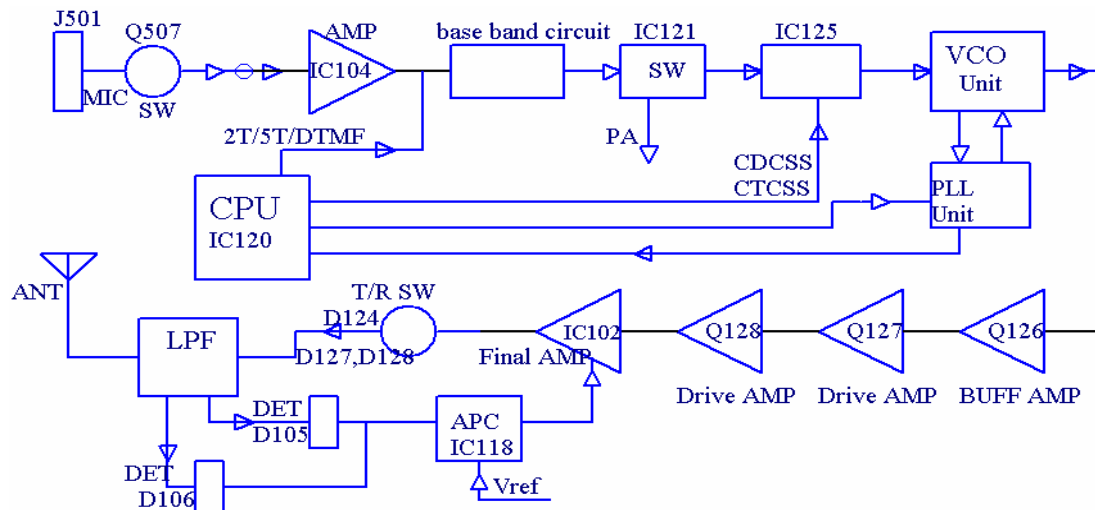 J501
Q507
AMP
base band circuit
IC121
IC125
VCO
Unit
IC104
SW
MIC
SW
2T/5T/DTMF
PA
CDCSS
CTCSS
PLL
Unit
CPU
IC120
ANT
T/R SW
D124
D127,D128
LPF
IC102
Final AMP
Q128
Q127
Q126
Drive AMP
Drive AMP
BUFF AMP
DET
D105
APC
IC118
DET
D106
Vref